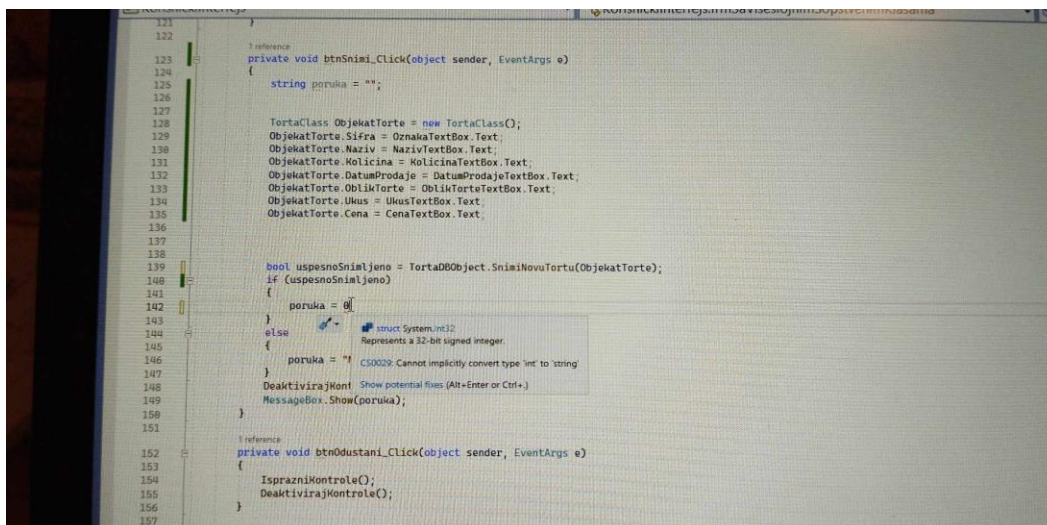 121 }
122
1 reference
123 private void btnSnimi_Click(object sender, EventArgs e)
124 {
125 string poruka = "";
126
127
128 TortaClass ObjekatTorte = new TortaClass();
129 ObjekatTorte.Sifra = OznakaTextBox.Text;
130 ObjekatTorte.Naziv = NazivTextBox.Text;
131 ObjekatTorte.Kolicina = KolicinaTextBox.Text;
132 ObjekatTorte.DatumProdaje = DatumProdajeTextBox.Text;
133 ObjekatTorte.OblikTorte = OblikTorteTextBox.Text;
134 ObjekatTorte.Ukus = UkusTextBox.Text;
135 ObjekatTorte.Cena = CenaTextBox.Text;
136
137
138
139 bool uspesnoSnimljeno = TortaDBObject.SnimiNovuTortu(ObjekatTorte);
140 if (uspesnoSnimljeno)
141 {
142 poruka = 0
143 }
144 else
struct System.Int32
145 {
Represents a 32-bit signed integer.
146 poruka = "
CS0029: Cannot implicitly convert type 'int' to 'string'
147 }
148 DeaktivirajKont
Show potential fixes (Alt+Enter or Ctrl+.)
149 MessageBox.Show(poruka);
150 }
151
1 reference
152 private void btnOdustani_Click(object sender, EventArgs e)
153 {
154 IsprazniKontrole();
155 DeaktivirajKontrole();
156 }
157